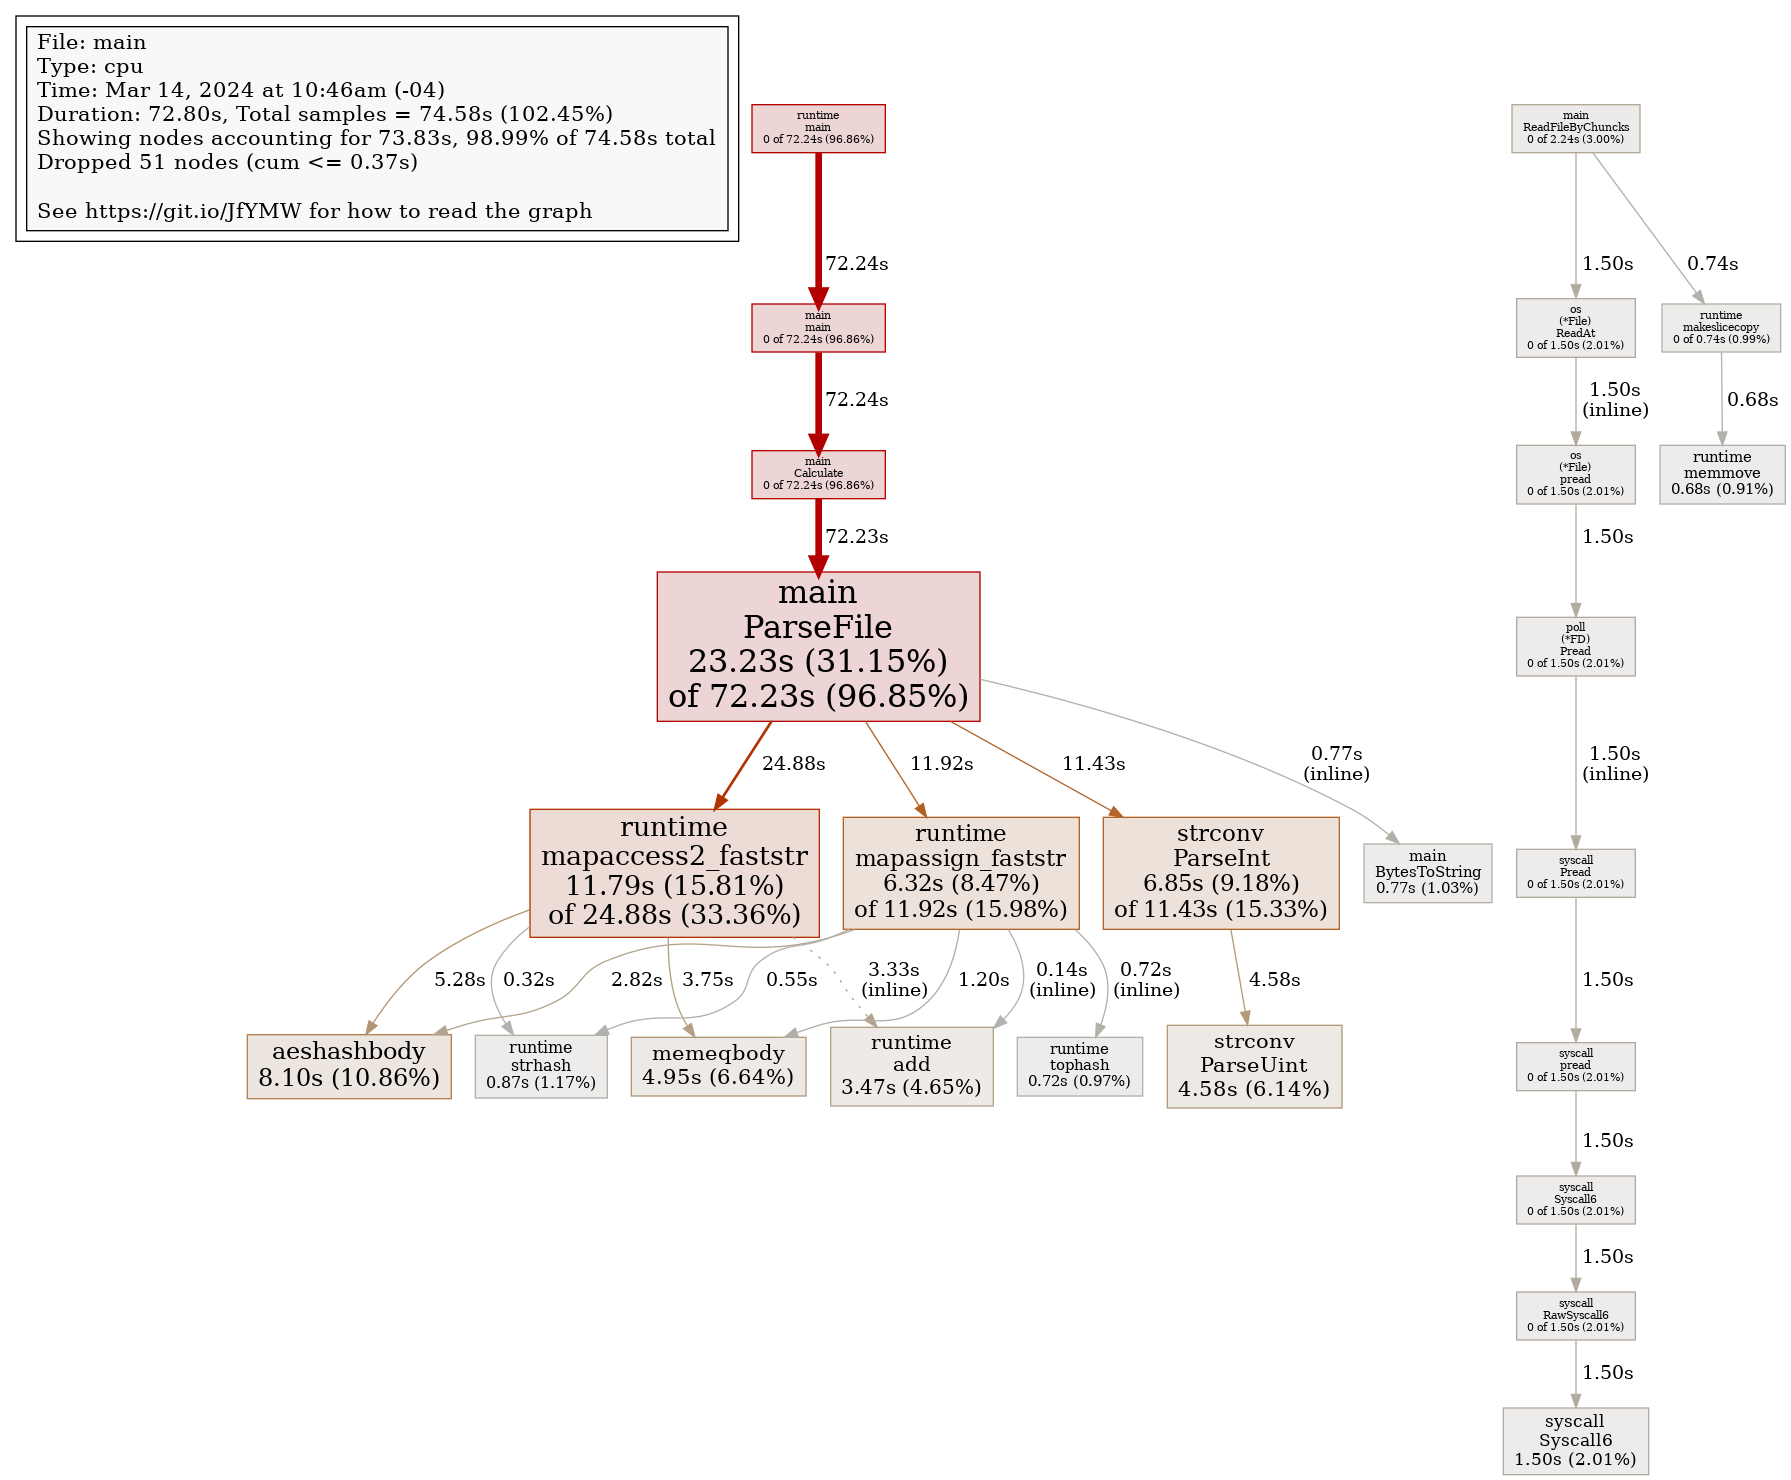 File: main
Type: cpu
Time: Mar 14, 2024 at 10:46am (-04)
Duration: 72.80s, Total samples = 74.58s (102.45%)
Showing nodes accounting for 73.83s, 98.99% of 74.58s total
Dropped 51 nodes (cum <= 0.37s)
See https://git.io/JfYMW for how to read the graph
runtime
main
0 of 72.24s (96.86%)
main
ReadFileByChuncks
0 of 2.24s (3.00%)
72.24s
1.50s
0.74s
main
main
0 of 72.24s (96.86%)
os
(*File)
ReadAt
0 of 1.50s (2.01%)
runtime
makeslicecopy
0 of 0.74s (0.99%)
72.24s
1.50s
(inline)
0.68s
main
Calculate
0 of 72.24s (96.86%)
os
(*File)
pread
0 of 1.50s (2.01%)
runtime
memmove
0.68s (0.91%)
72.23s
1.50s
main
ParseFile
23.23s (31.15%)
of 72.23s (96.85%)
poll
(*FD)
Pread
0 of 1.50s (2.01%)
24.88s
11.92s
11.43s
0.77s
(inline)
1.50s
(inline)
runtime
mapaccess2_faststr
11.79s (15.81%)
of 24.88s (33.36%)
runtime
mapassign_faststr
6.32s (8.47%)
of 11.92s (15.98%)
strconv
ParseInt
6.85s (9.18%)
of 11.43s (15.33%)
main
BytesToString
0.77s (1.03%)
syscall
Pread
0 of 1.50s (2.01%)
5.28s
0.32s
2.82s
3.75s
0.55s
3.33s
(inline)
1.20s
0.14s
(inline)
0.72s
(inline)
4.58s
1.50s
aeshashbody
8.10s (10.86%)
runtime
strhash
0.87s (1.17%)
memeqbody
4.95s (6.64%)
runtime
add
3.47s (4.65%)
runtime
tophash
0.72s (0.97%)
strconv
ParseUint
4.58s (6.14%)
syscall
pread
0 of 1.50s (2.01%)
1.50s
syscall
Syscall6
0 of 1.50s (2.01%)
1.50s
syscall
RawSyscall6
0 of 1.50s (2.01%)
1.50s
syscall
Syscall6
1.50s (2.01%)